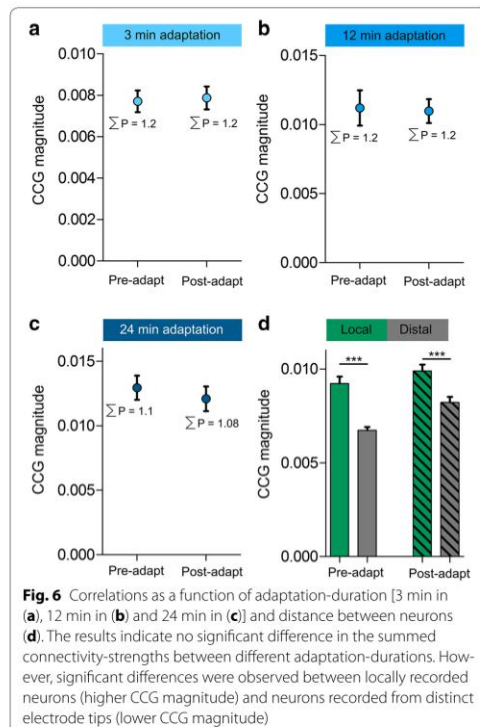 a
3 min adaptation
0.010
0.008
0.006
0.004
0.002
0.000
CCG magnitude
∑ P = 1.2
∑ P = 1.2
Pre-adapt
Post-adapt
b
12 min adaptation
0.015
0.010
0.005
0.000
CCG magnitude
∑ P = 1.2
∑ P = 1.2
Pre-adapt
Post-adapt
c
24 min adaptation
0.015
0.010
0.005
0.000
CCG magnitude
∑ P = 1.1
∑ P = 1.08
Pre-adapt
Post-adapt
d
Local
Distal
0.010
0.005
0.000
CCG magnitude
***
***
Pre-adapt
Post-adapt
Fig. 6 Correlations as a function of adaptation-duration [3 min in
(a), 12 min in (b) and 24 min in (c)] and distance between neurons
(d). The results indicate no significant difference in the summed
connectivity-strengths between different adaptation-durations. How-
ever, significant differences were observed between locally recorded
neurons (higher CCG magnitude) and neurons recorded from distinct
electrode tips (lower CCG magnitude)